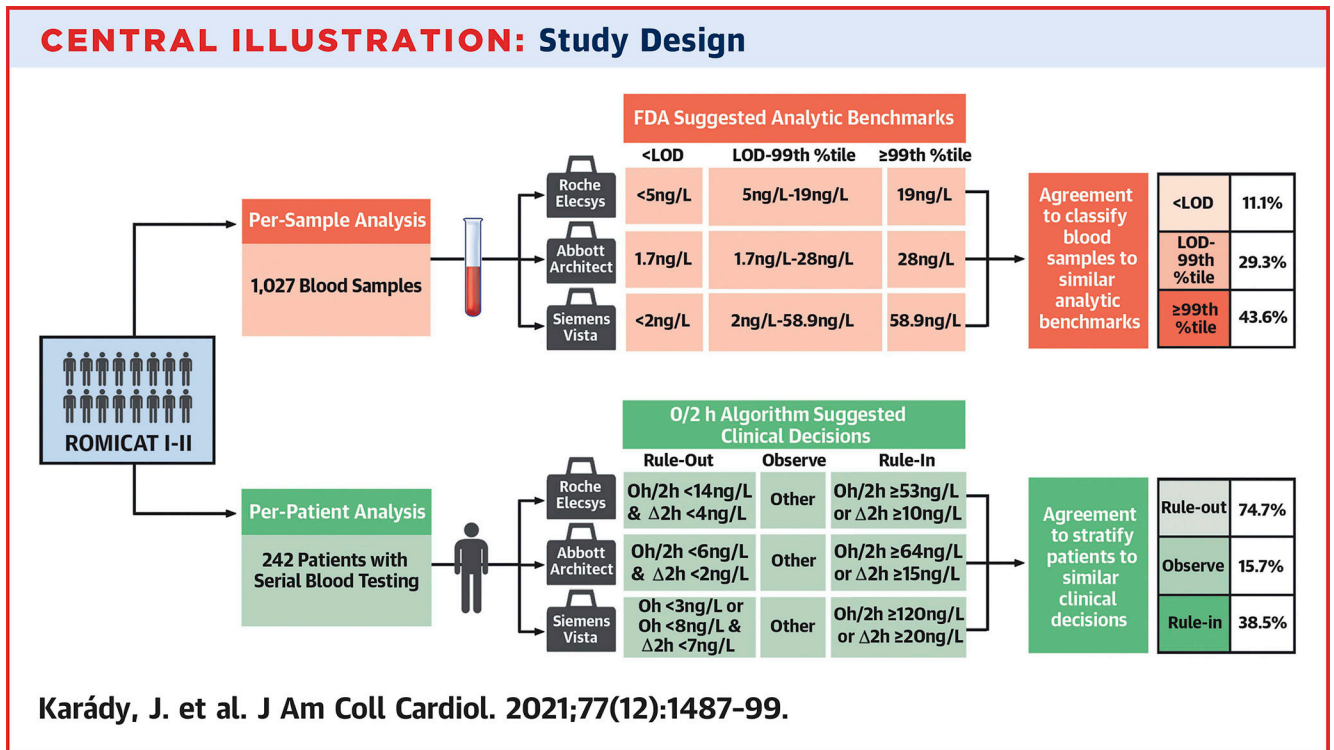 CENTRAL ILLUSTRATION: Study Design
FDA Suggested Analytic Benchmarks
<LOD LOD-99th %tile ≥99th %tile
Roche
Elecsys
<5ng/L 5ng/L-19ng/L 19ng/L
Abbott
Architect
1.7ng/L 1.7ng/L-28ng/L 28ng/L
Siemens
Vista
<2ng/L 2ng/L-58.9ng/L 58.9ng/L
Per-Sample Analysis
1,027 Blood Samples
Agreement
to classify
blood
samples to
similar
analytic
benchmarks
<LOD 11.1%
LOD-
99th
%tile
29.3%
≥99th
%tile
43.6%
ROMICAT I-II
0/2 h Algorithm Suggested
Clinical Decisions
Rule-Out Observe Rule-In
Roche
Elecsys
Oh/2h <14ng/L
& Δ2h <4ng/L
Other
Oh/2h ≥53ng/L
or Δ2h ≥10ng/L
Abbott
Architect
Oh/2h <6ng/L
& Δ2h <2ng/L
Other
Oh/2h ≥64ng/L
or Δ2h ≥15ng/L
Siemens
Vista
Oh <3ng/L or
Oh <8ng/L &
Δ2h <7ng/L
Other
Oh/2h ≥120ng/L
or Δ2h ≥20ng/L
Per-Patient Analysis
242 Patients with
Serial Blood Testing
Agreement
to stratify
patients to
similar
clinical
decisions
Rule-out 74.7%
Observe 15.7%
Rule-in 38.5%
Karády, J. et al. J Am Coll Cardiol. 2021;77(12):1487–99.